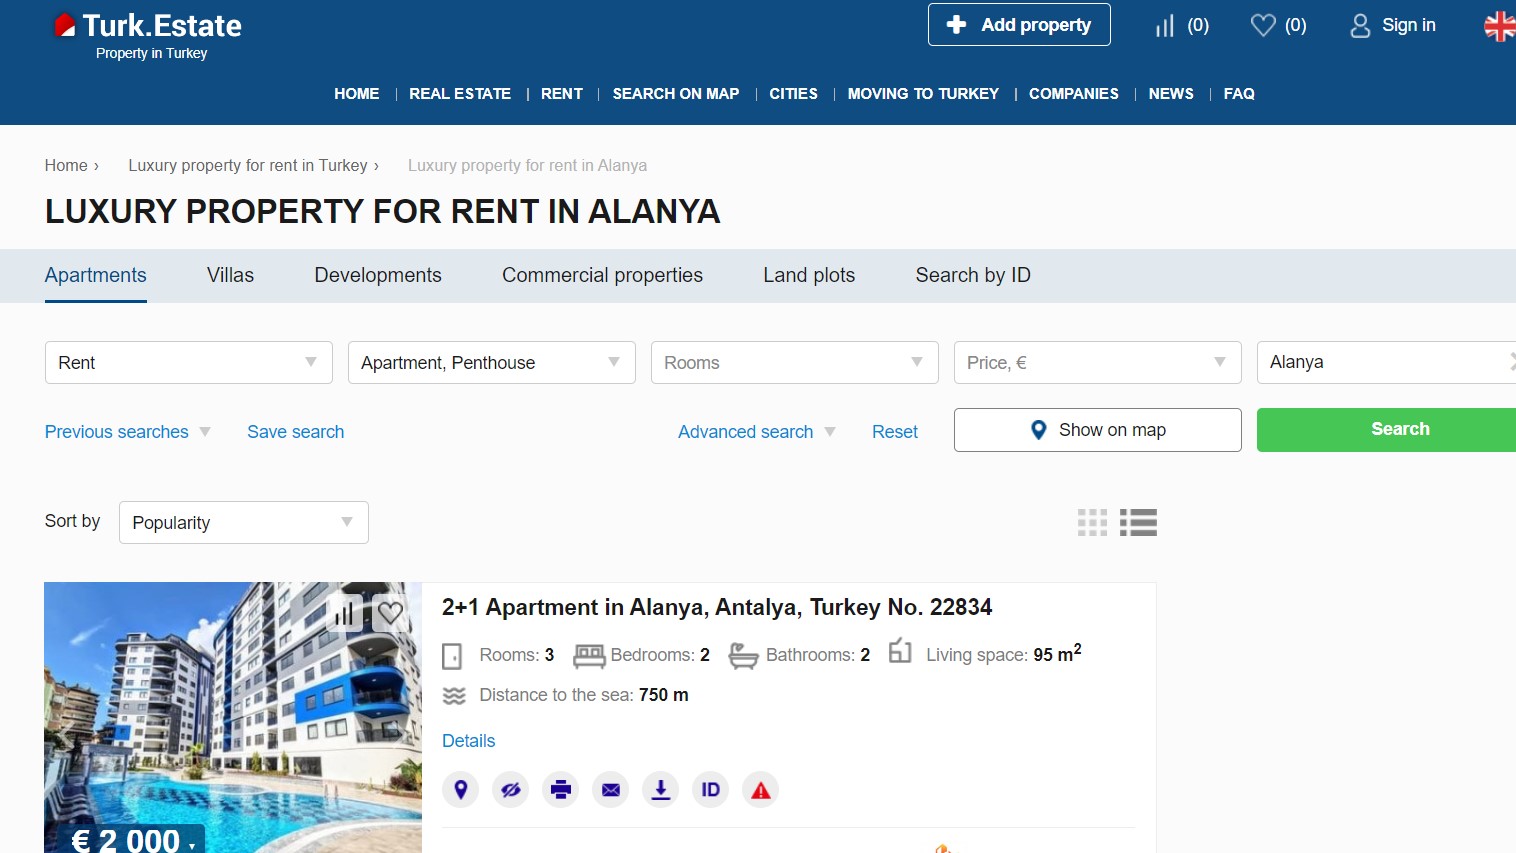 Turk.Estate
Property in Turkey
Add property
(0)
(0)
Sign in
HOME | REAL ESTATE | RENT | SEARCH ON MAP | CITIES | MOVING TO TURKEY | COMPANIES | NEWS | FAQ
Home › Luxury property for rent in Turkey › Luxury property for rent in Alanya
LUXURY PROPERTY FOR RENT IN ALANYA
Apartments Villas Developments Commercial properties Land plots Search by ID
Rent Apartment, Penthouse Rooms Price, € Alanya
Previous searches Save search Advanced search Reset Show on map Search
Sort by Popularity
2+1 Apartment in Alanya, Antalya, Turkey No. 22834
Rooms: 3 Bedrooms: 2 Bathrooms: 2 Living space: 95 m²
Distance to the sea: 750 m
Details
ID
€ 2 000